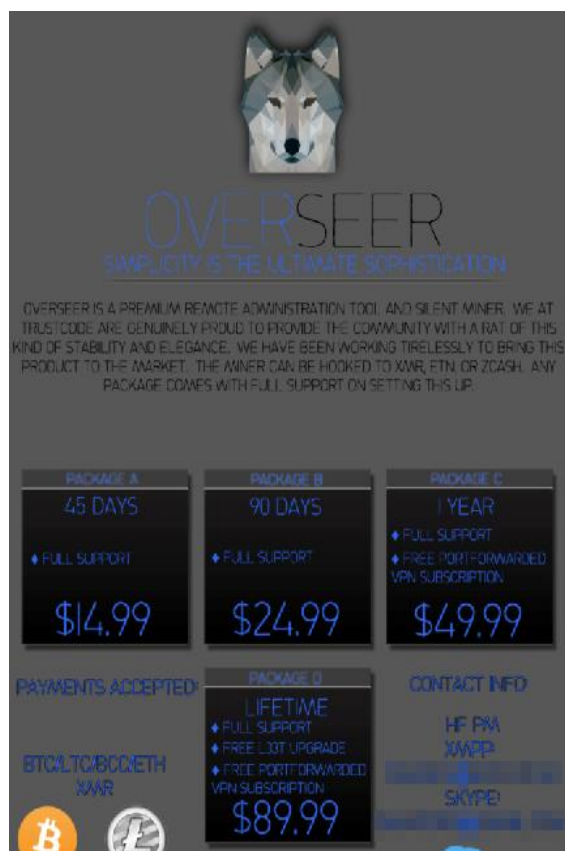 OVERSEER
SIMPLICITY IS THE ULTIMATE SOPHISTICATION
OVERSEER IS A PREMIUM REMOTE ADMINISTRATION TOOL AND SILENT MINER. WE AT
TRUSTCODE ARE GENUINELY PROUD TO PROVIDE THE COMMUNITY WITH A RAT OF THIS
KIND OF STABILITY AND ELEGANCE. WE HAVE BEEN WORKING TIRELESSLY TO BRING THIS
PRODUCT TO THE MARKET. THE MINER CAN BE HOOKED TO XMR, ETN, OR ZCASH. ANY
PACKAGE COMES WITH FULL SUPPORT ON SETTING THIS UP.
PACKAGE A
45 DAYS
♦ FULL SUPPORT
$14.99
PACKAGE B
90 DAYS
♦ FULL SUPPORT
$24.99
PACKAGE C
1 YEAR
♦ FULL SUPPORT
♦ FREE PORTFORWARDED
VPN SUBSCRIPTION
$49.99
PAYMENTS ACCEPTED:
BTC/LTC/BCC/ETH
XMR
PACKAGE D
LIFETIME
♦ FULL SUPPORT
♦ FREE L33T UPGRADE
♦ FREE PORTFORWARDED
VPN SUBSCRIPTION
$89.99
CONTACT INFO
HF PM
XMPP:
SKYPE: